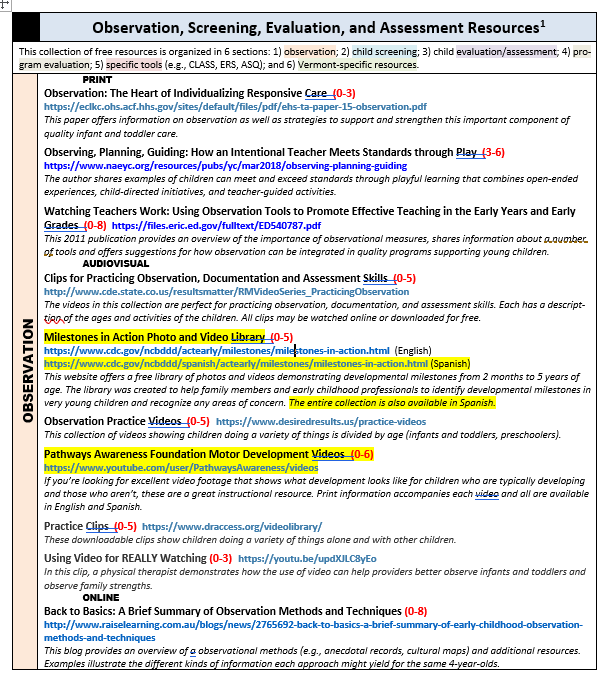 Observation, Screening, Evaluation, and Assessment Resources1
This collection of free resources is organized in 6 sections: 1) observation; 2) child screening; 3) child evaluation/assessment; 4) pro-
gram evaluation; 5) specific tools (e.g., CLASS, ERS, ASQ); and 6) Vermont-specific resources.
OBSERVATION
PRINT
Observation: The Heart of Individualizing Responsive Care (0-3)
https://eclkc.ohs.acf.hhs.gov/sites/default/files/pdf/ehs-ta-paper-15-observation.pdf
This paper offers information on observation as well as strategies to support and strengthen this important component of
quality infant and toddler care.
Observing, Planning, Guiding: How an Intentional Teacher Meets Standards through Play (3-6)
https://www.naeyc.org/resources/pubs/yc/mar2018/observing-planning-guiding
The author shares examples of children can meet and exceed standards through playful learning that combines open-ended
experiences, child-directed initiatives, and teacher-guided activities.
Watching Teachers Work: Using Observation Tools to Promote Effective Teaching in the Early Years and Early
Grades (0-8) https://files.eric.ed.gov/fulltext/ED540787.pdf
This 2011 publication provides an overview of the importance of observational measures, shares information about a number
of tools and offers suggestions for how observation can be integrated in quality programs supporting young children.
AUDIOVISUAL
Clips for Practicing Observation, Documentation and Assessment Skills (0-5)
http://www.cde.state.co.us/resultsmatter/RMVideoSeries_PracticingObservation
The videos in this collection are perfect for practicing observation, documentation, and assessment skills. Each has a descript-
tion of the ages and activities of the children. All clips may be watched online or downloaded for free.
Milestones in Action Photo and Video Library (0-5)
https://www.cdc.gov/ncbddd/actearly/milestones/milestones-in-action.html (English)
https://www.cdc.gov/ncbddd/spanish/actearly/milestones/milestones-in-action.html (Spanish)
This website offers a free library of photos and videos demonstrating developmental milestones from 2 months to 5 years of
age. The library was created to help family members and early childhood professionals to identify developmental milestones in
very young children and recognize any areas of concern. The entire collection is also available in Spanish.
Observation Practice Videos (0-5) https://www.desiredresults.us/practice-videos
This collection of videos showing children doing a variety of things is divided by age (infants and toddlers, preschoolers).
Pathways Awareness Foundation Motor Development Videos (0-6)
https://www.youtube.com/user/PathwaysAwareness/videos
If you're looking for excellent video footage that shows what development looks like for children who are typically developing
and those who aren't, these are a great instructional resource. Print information accompanies each video and all are available
in English and Spanish.
Practice Clips (0-5) https://www.draccess.org/videolibrary/
These downloadable clips show children doing a variety of things alone and with other children.
Using Video for REALLY Watching (0-3) https://youtu.be/updXJLC8yEo
In this clip, a physical therapist demonstrates how the use of video can help providers better observe infants and toddlers and
observe family strengths.
ONLINE
Back to Basics: A Brief Summary of Observation Methods and Techniques (0-8)
http://www.raiselearning.com.au/blogs/news/2765692-back-to-basics-a-brief-summary-of-early-childhood-observation-
methods-and-techniques
This blog provides an overview of a observational methods (e.g., anecdotal records, cultural maps) and additional resources.
Examples illustrate the different kinds of information each approach might yield for the same 4-year-olds.